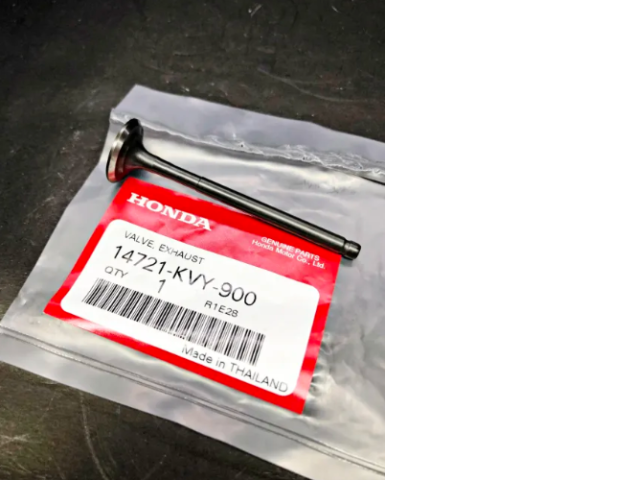 HONDA
GENUINE PARTS
Honda Motor Co., Ltd.
VALVE, EXHAUST
14721-KVY-900
QTY 1
R1E28
Made in THAILAND